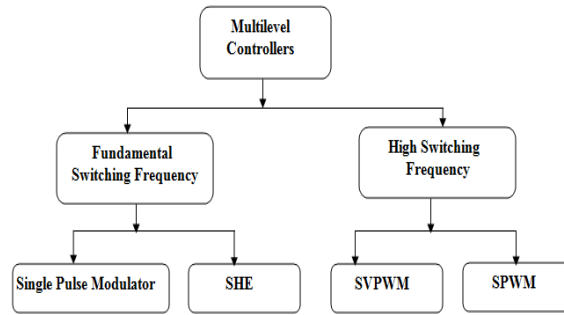 Multilevel
Controllers
Fundamental
Switching Frequency
High Switching
Frequency
Single Pulse Modulator
SHE
SVPWM
SPWM